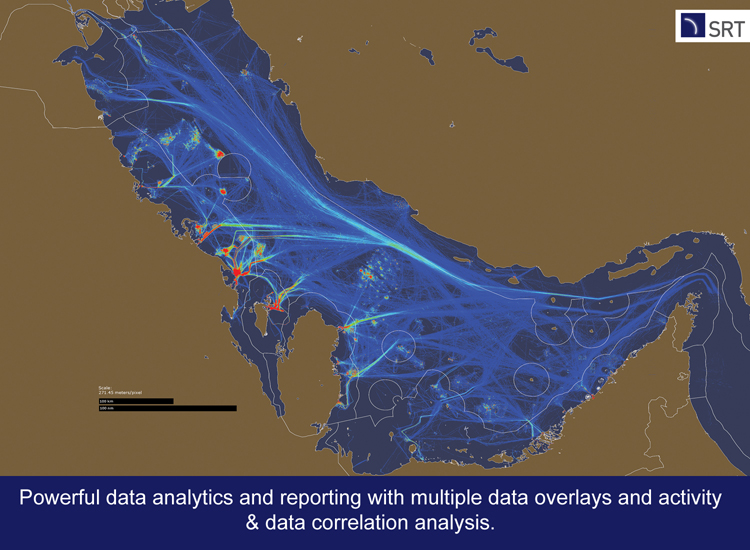 SRT
Scale:
271.45 meters/pixel
100 km
100 nm
Powerful data analytics and reporting with multiple data overlays and activity
& data correlation analysis.